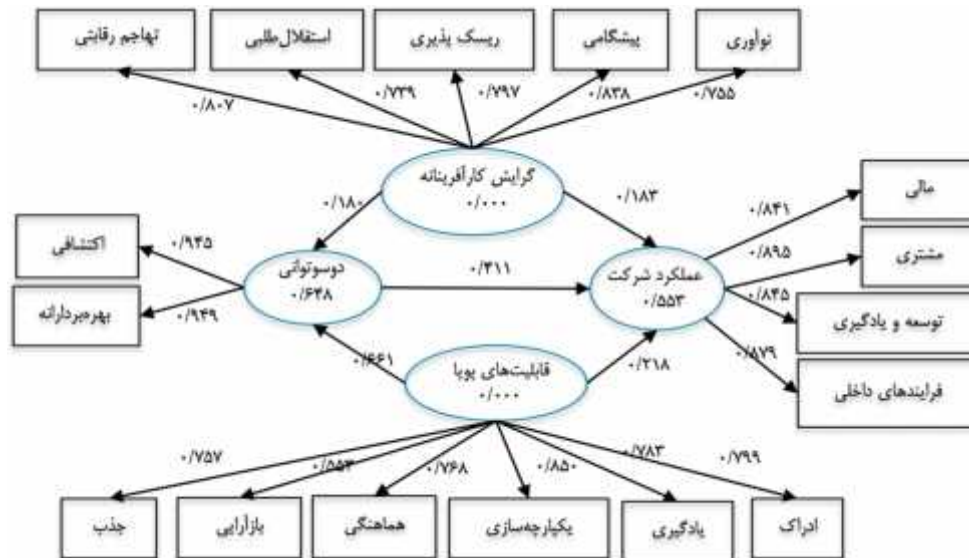 تهاجم رقابتی
استقلال‌طلبی
ریسک پذیری
پیشگامی
نوآوری
۰/۸۰۷
۰/۷۳۹
۰/۷۹۷
۰/۸۳۸
۰/۷۵۵
گرایش کارآفرینانه
۰/۰۰۰
۰/۱۸۰
۰/۱۸۳
مالی
۰/۸۴۱
مشتری
۰/۸۹۵
توسعه و یادگیری
۰/۸۴۵
فرایندهای داخلی
۰/۸۷۹
عملکرد شرکت
۰/۵۵۳
۰/۴۱۱
دوسوتوانی
۰/۶۴۸
اکتشافی
۰/۹۴۵
بهره‌بردارانه
۰/۹۴۹
۰/۶۶۱
۰/۲۱۸
قابلیت‌های پویا
۰/۰۰۰
۰/۷۵۷
۰/۵۵۳
۰/۷۶۸
۰/۸۵۰
۰/۷۸۳
۰/۷۹۹
جذب
بازآرایی
هماهنگی
یکپارچه‌سازی
یادگیری
ادراک